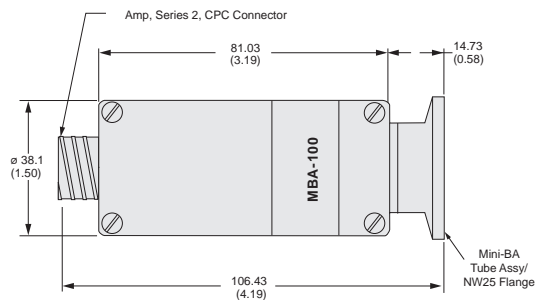 Amp, Series 2, CPC Connector
81.03
(3.19)
14.73
(0.58)
ø 38.1
(1.50)
MBA-100
Mini-BA
Tube Assy/
NW25 Flange
106.43
(4.19)